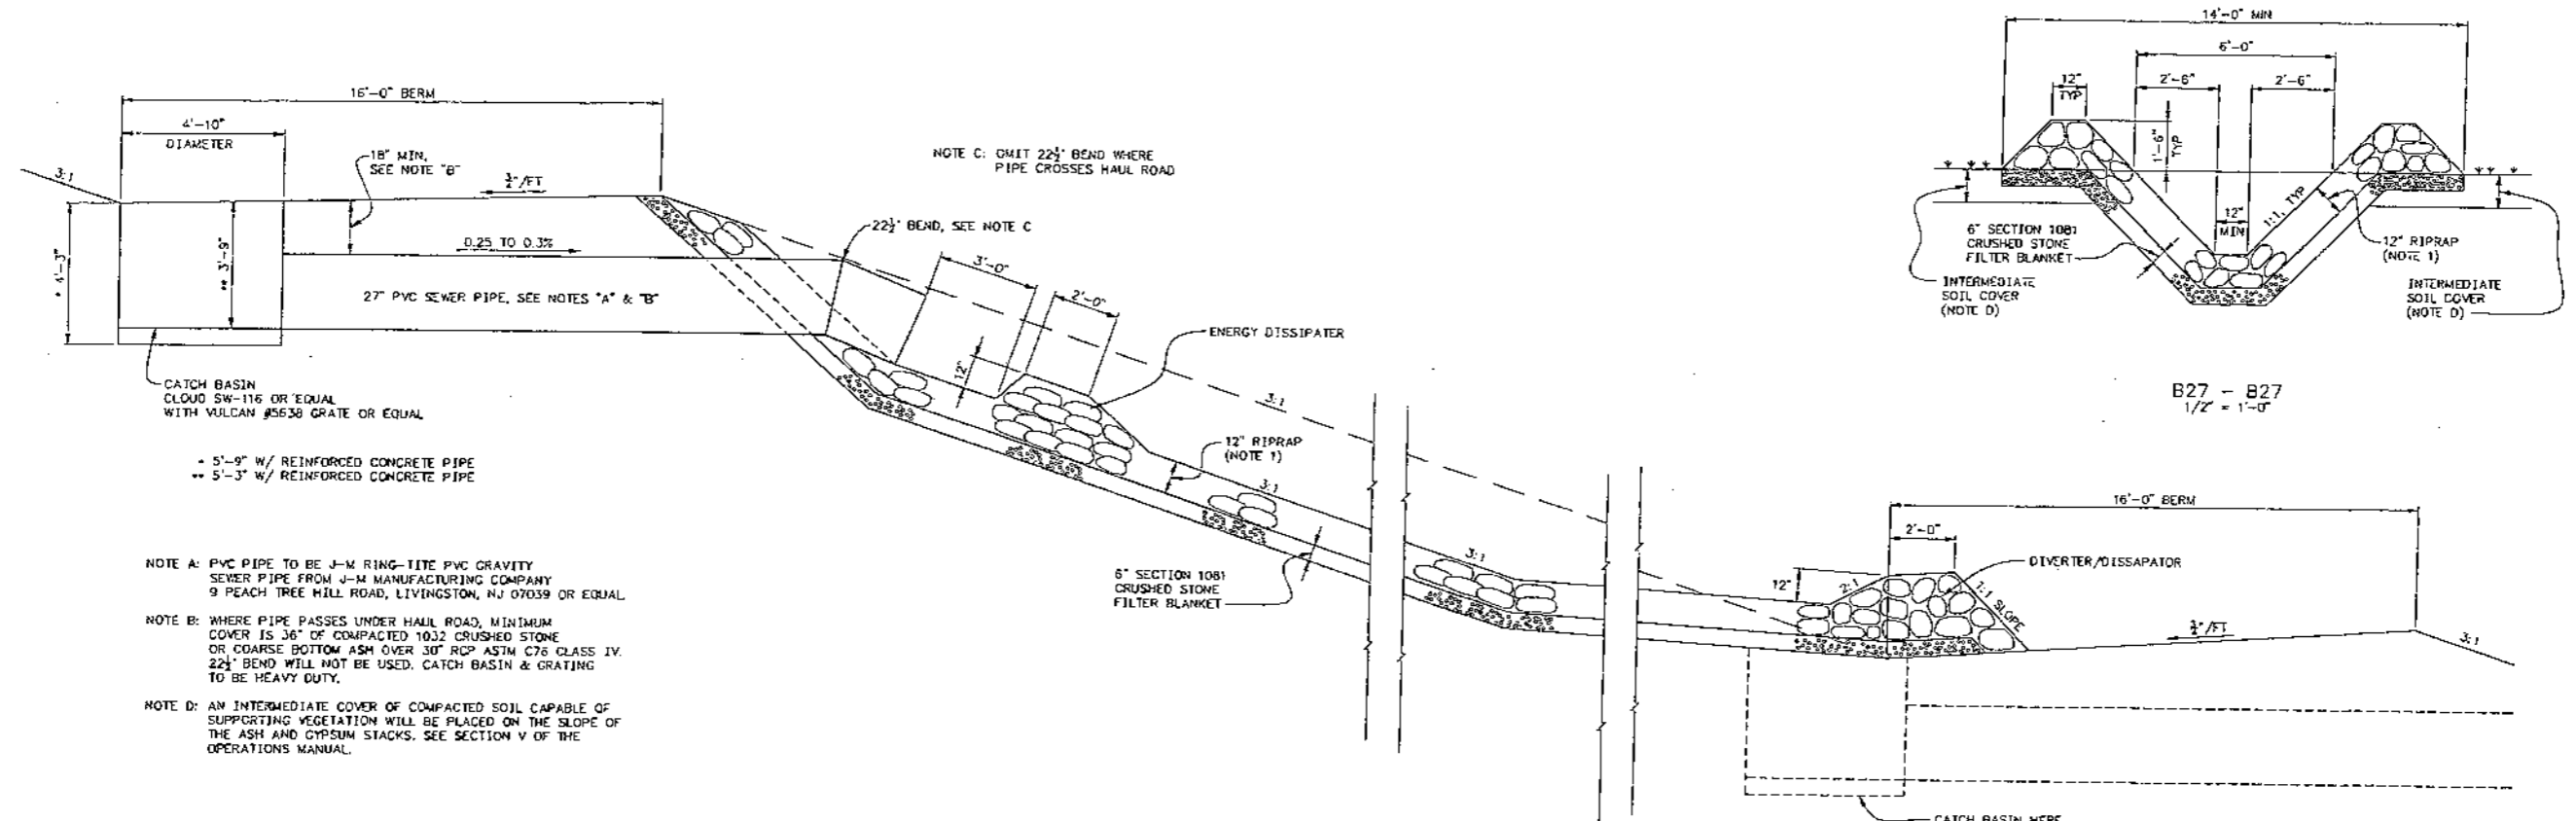 16'-0" BERM
4'-10"
DIAMETER
18" MIN.
SEE NOTE "B"
3:1
3/4"/FT
0.25 TO 0.3%
* 4'-3"
** 3'-9"
27" PVC SEWER PIPE, SEE NOTES "A" & "B"
CATCH BASIN
CLOUD SW-116 OR EQUAL
WITH VULCAN #5638 GRATE OR EQUAL
* 5'-9" W/ REINFORCED CONCRETE PIPE
** 5'-3" W/ REINFORCED CONCRETE PIPE
NOTE A: PVC PIPE TO BE J-M RING-TITE PVC GRAVITY
SEWER PIPE FROM J-M MANUFACTURING COMPANY
9 PEACH TREE HILL ROAD, LIVINGSTON, NJ 07039 OR EQUAL
NOTE B: WHERE PIPE PASSES UNDER HAUL ROAD, MINIMUM
COVER IS 36" OF COMPACTED 1032 CRUSHED STONE
OR COARSE BOTTOM ASH OVER 30" RCP ASTM C76 CLASS IV.
22½° BEND WILL NOT BE USED. CATCH BASIN & GRATING
TO BE HEAVY DUTY.
NOTE D: AN INTERMEDIATE COVER OF COMPACTED SOIL CAPABLE OF
SUPPORTING VEGETATION WILL BE PLACED ON THE SLOPE OF
THE ASH AND GYPSUM STACKS. SEE SECTION V OF THE
OPERATIONS MANUAL.
NOTE C: OMIT 22½° BEND WHERE
PIPE CROSSES HAUL ROAD
22½° BEND, SEE NOTE C
3'-0"
2'-0"
12"
ENERGY DISSIPATER
3:1
12" RIPRAP
(NOTE 1)
3:1
6" SECTION 1081
CRUSHED STONE
FILTER BLANKET
3:1
14'-0" MIN
6'-0"
12"
TYP
2'-6"
2'-6"
1'-6"
TYP
12"
MIN
1:1, TYP
6" SECTION 1081
CRUSHED STONE
FILTER BLANKET
12" RIPRAP
(NOTE 1)
INTERMEDIATE
SOIL COVER
(NOTE D)
INTERMEDIATE
SOIL COVER
(NOTE D)
B27 - B27
1/2" = 1'-0"
16'-0" BERM
2'-0"
DIVERTER/DISSAPATOR
12"
2:1
1:1 SLOPE
3/4"/FT
3:1
CATCH BASIN HERE